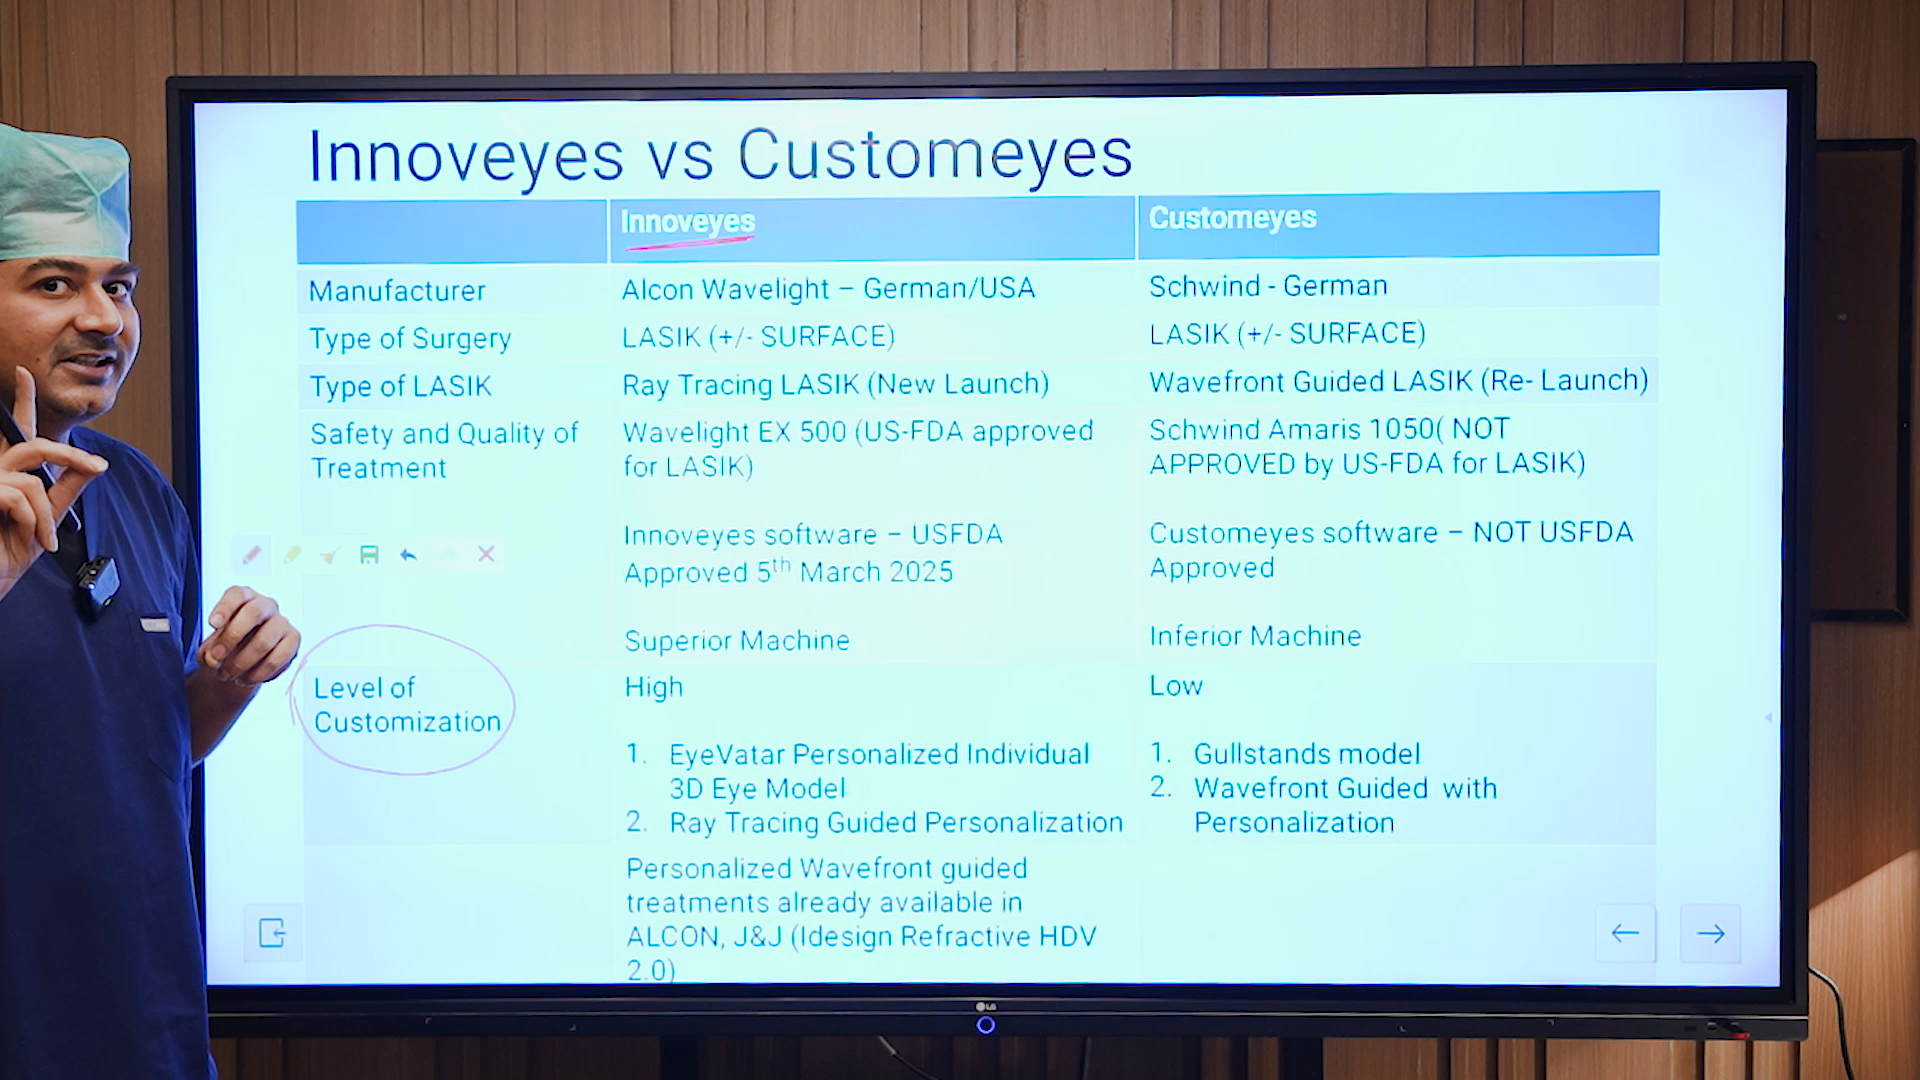 Innoveyes vs Customeyes
Innoveyes
Customeyes
Manufacturer
Alcon Wavelight – German/USA
Schwind - German
Type of Surgery
LASIK (+/- SURFACE)
LASIK (+/- SURFACE)
Type of LASIK
Ray Tracing LASIK (New Launch)
Wavefront Guided LASIK (Re- Launch)
Safety and Quality of
Treatment
Wavelight EX 500 (US-FDA approved
for LASIK)
Innoveyes software – USFDA
Approved 5th March 2025
Superior Machine
Schwind Amaris 1050( NOT
APPROVED by US-FDA for LASIK)
Customeyes software – NOT USFDA
Approved
Inferior Machine
Level of
Customization
High
1. EyeVatar Personalized Individual
3D Eye Model
2. Ray Tracing Guided Personalization
Low
1. Gullstands model
2. Wavefront Guided with
Personalization
Personalized Wavefront guided
treatments already available in
ALCON, J&J (Idesign Refractive HDV
2.0)
LG